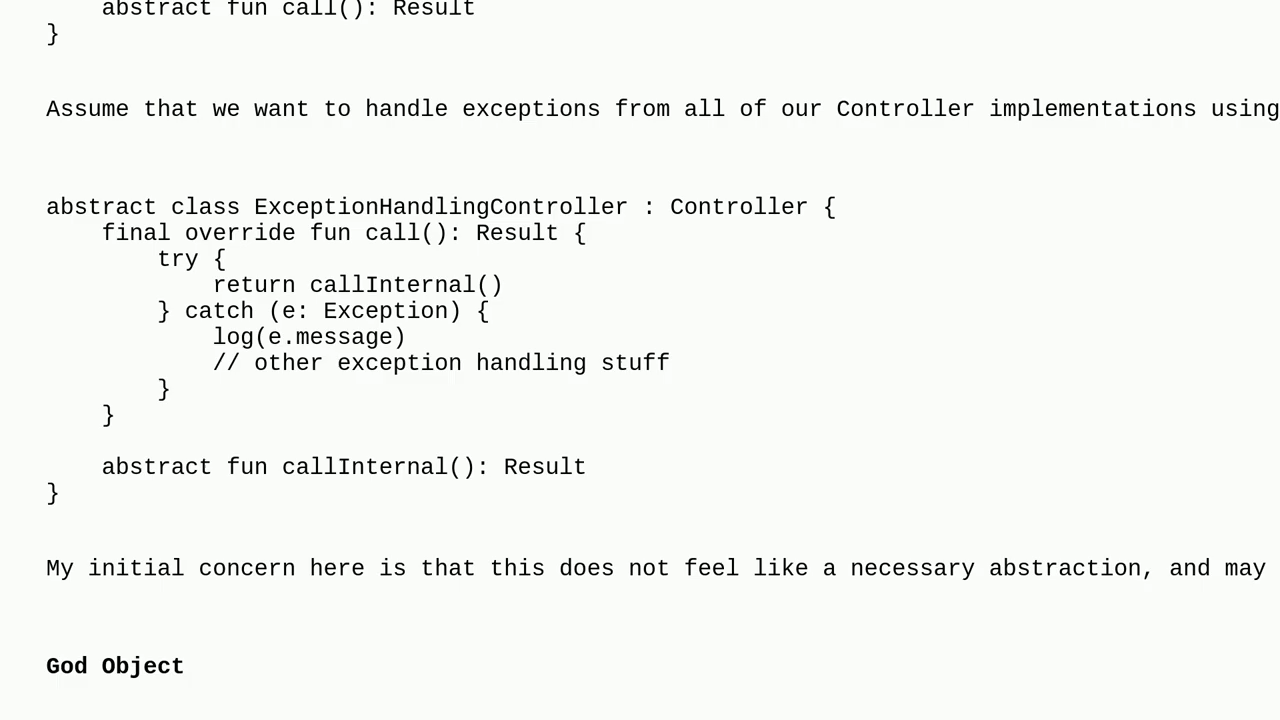 abstract fun call(): Result
}
Assume that we want to handle exceptions from all of our Controller implementations using
abstract class ExceptionHandlingController : Controller {
    final override fun call(): Result {
        try {
            return callInternal()
        } catch (e: Exception) {
            log(e.message)
            // other exception handling stuff
        }
    }
    abstract fun callInternal(): Result
}
My initial concern here is that this does not feel like a necessary abstraction, and may
God Object